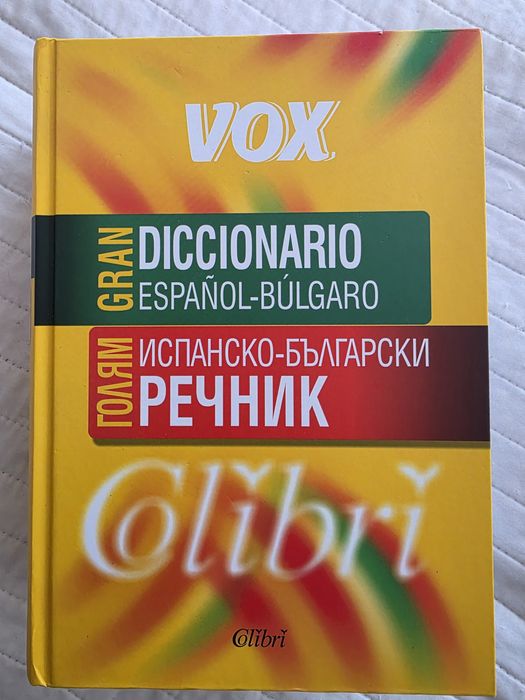 VOX
GRAN
DICCIONARIO
ESPAÑOL-BÚLGARO
ГОЛЯМ
ИСПАНСКО-БЪЛГАРСКИ
РЕЧНИК
Colibri
Colibri